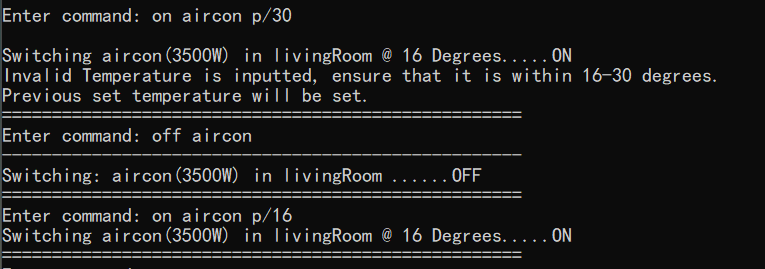 Enter command: on aircon p/30
Switching aircon(3500W) in livingRoom @ 16 Degrees.....ON
Invalid Temperature is inputted, ensure that it is within 16-30 degrees.
Previous set temperature will be set.
====================================================
Enter command: off aircon
----------------------------------------------------
Switching: aircon(3500W) in livingRoom ......OFF
====================================================
Enter command: on aircon p/16
Switching aircon(3500W) in livingRoom @ 16 Degrees.....ON
====================================================